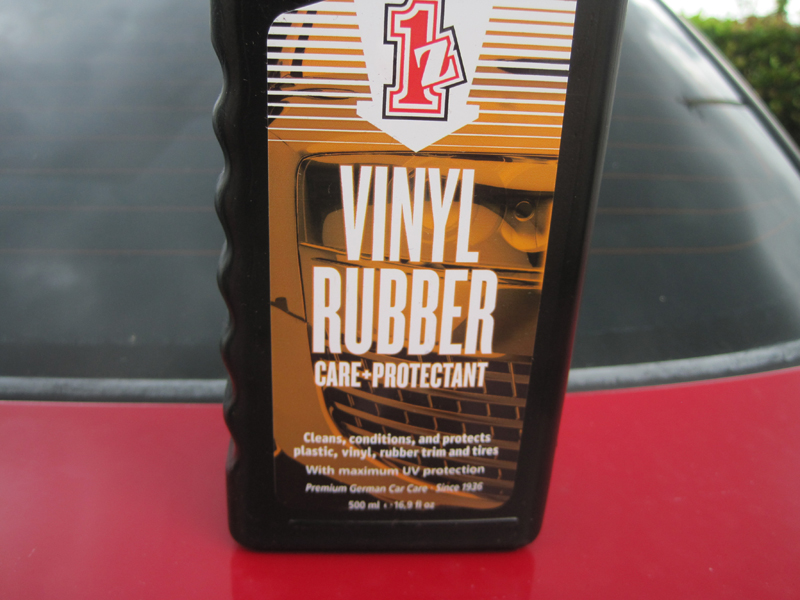 1Z
VINYL
RUBBER
CARE+PROTECTANT
Cleans, conditions, and protects
plastic, vinyl, rubber trim and tires
With maximum UV protection
Premium German Car Care · Since 1936
500 ml · 16.9 fl oz